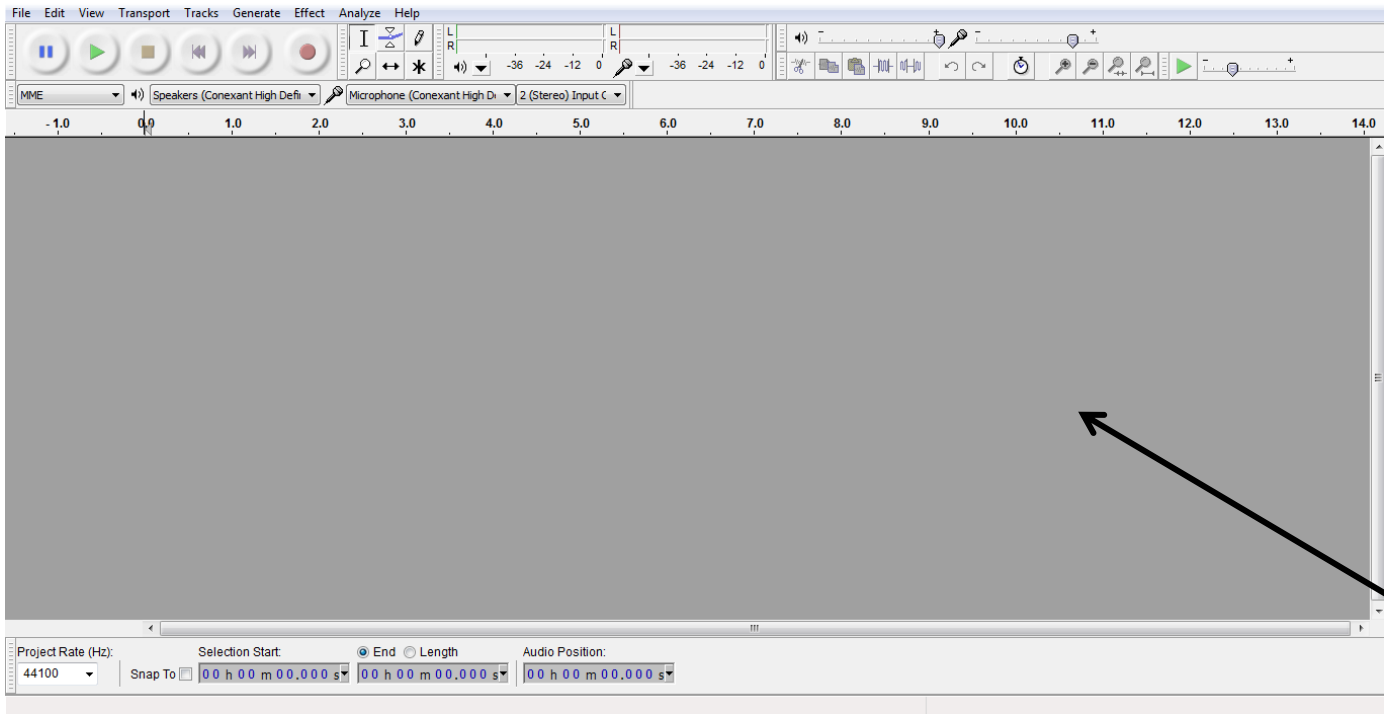 File Edit View Transport Tracks Generate Effect Analyze Help
L
R
L
R
-36 -24 -12 0
-36 -24 -12 0
- +
- +
- +
MME
Speakers (Conexant High Defi
Microphone (Conexant High D
2 (Stereo) Input C
- 1.0 0.0 1.0 2.0 3.0 4.0 5.0 6.0 7.0 8.0 9.0 10.0 11.0 12.0 13.0 14.0
Project Rate (Hz): Selection Start: End Length Audio Position:
44100 Snap To 00 h 00 m 00.000 s 00 h 00 m 00.000 s 00 h 00 m 00.000 s